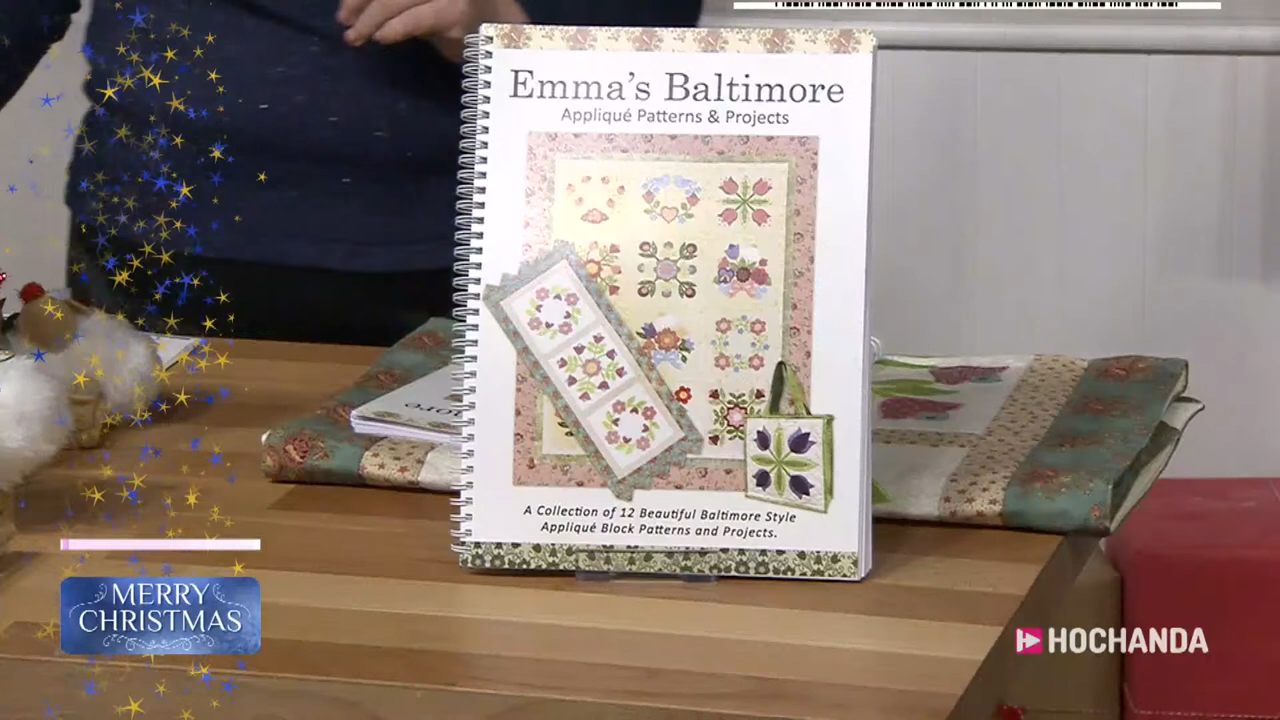 Emma's Baltimore
Appliqué Patterns & Projects
A Collection of 12 Beautiful Baltimore Style
Appliqué Block Patterns and Projects.
MERRY
CHRISTMAS
HOCHANDA